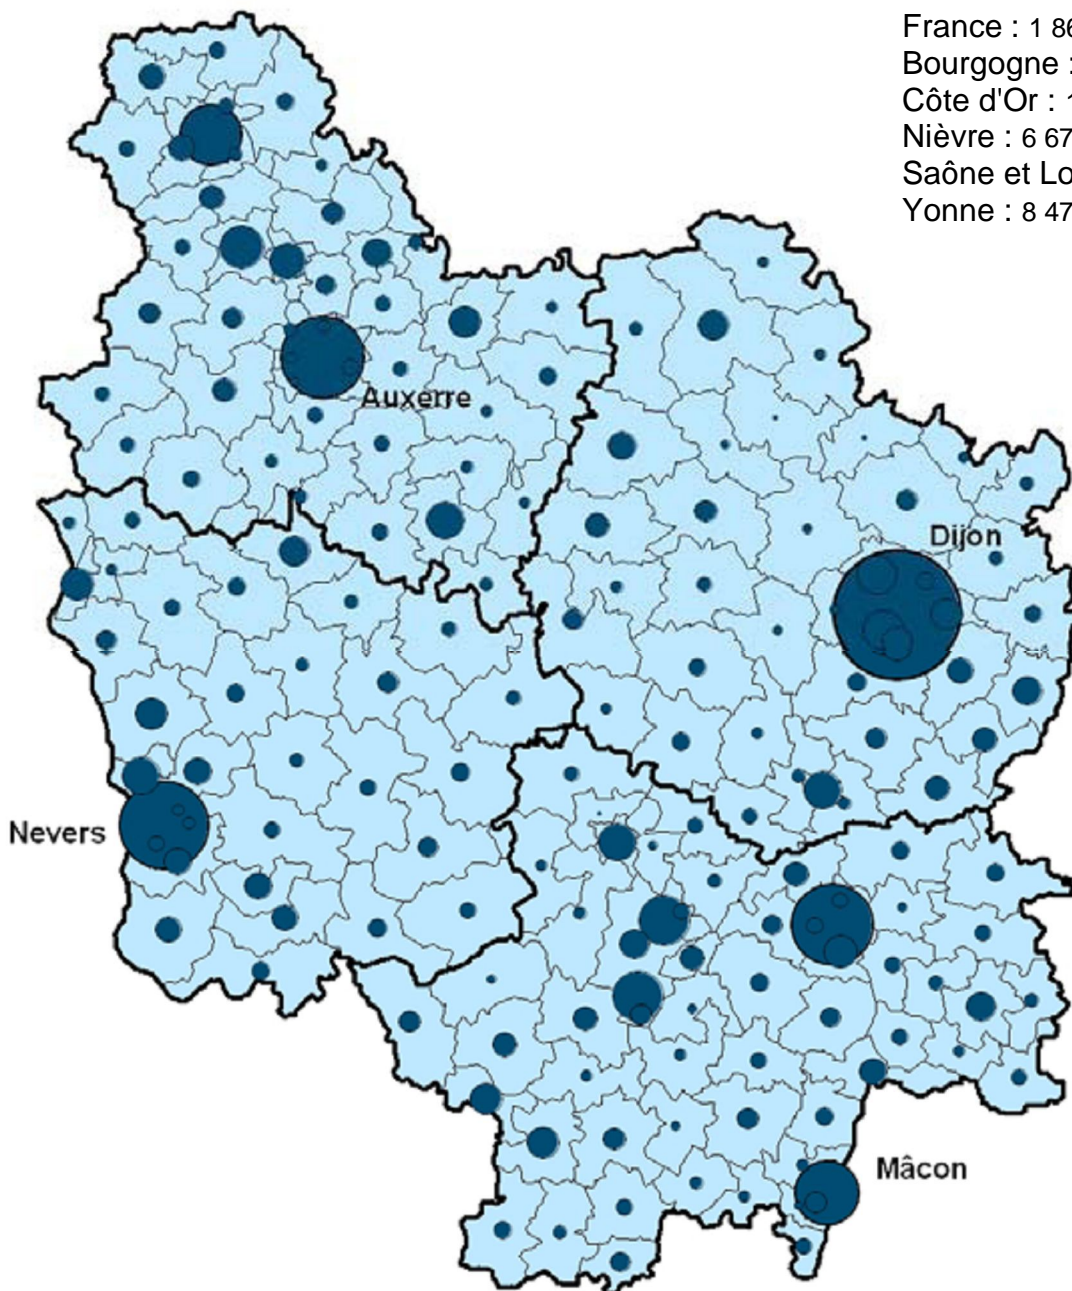 France : 1 86
Bourgogne :
Côte d'Or : 1
Nièvre : 6 67
Saône et Lo
Yonne : 8 47
Auxerre
Dijon
Nevers
Mâcon